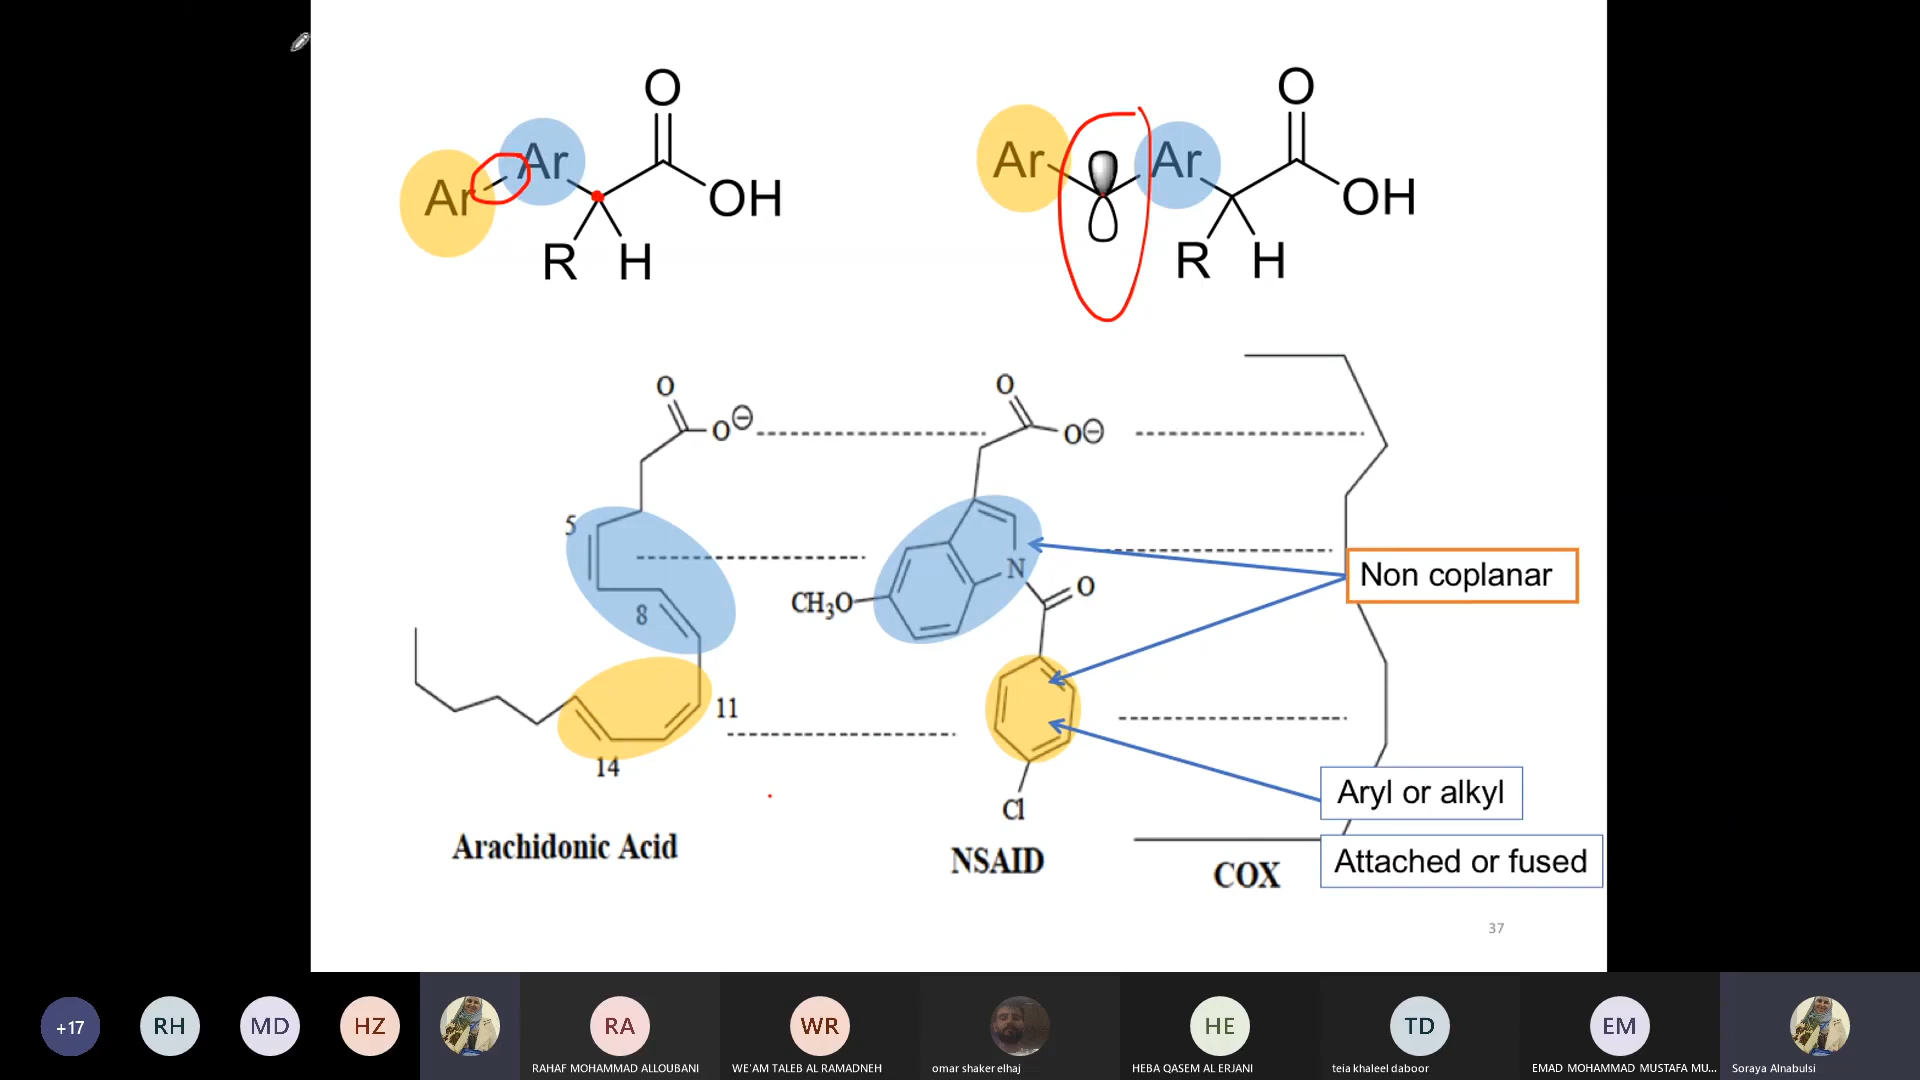 O
Ar
Ar
OH
R
H
O
Ar
Ar
OH
R
H
O
O⊖
5
8
11
14
Arachidonic Acid
O
O⊖
N
O
CH₃O
Cl
NSAID
Non coplanar
Aryl or alkyl
Attached or fused
COX
37
+17
RH
MD
HZ
RA
RAHAF MOHAMMAD ALLOUBANI
WR
WE'AM TALEB AL RAMADNEH
omar shaker elhaj
HE
HEBA QASEM AL ERJANI
TD
teia khaleel daboor
EM
EMAD MOHAMMAD MUSTAFA MU...
Soraya Alnabulsi